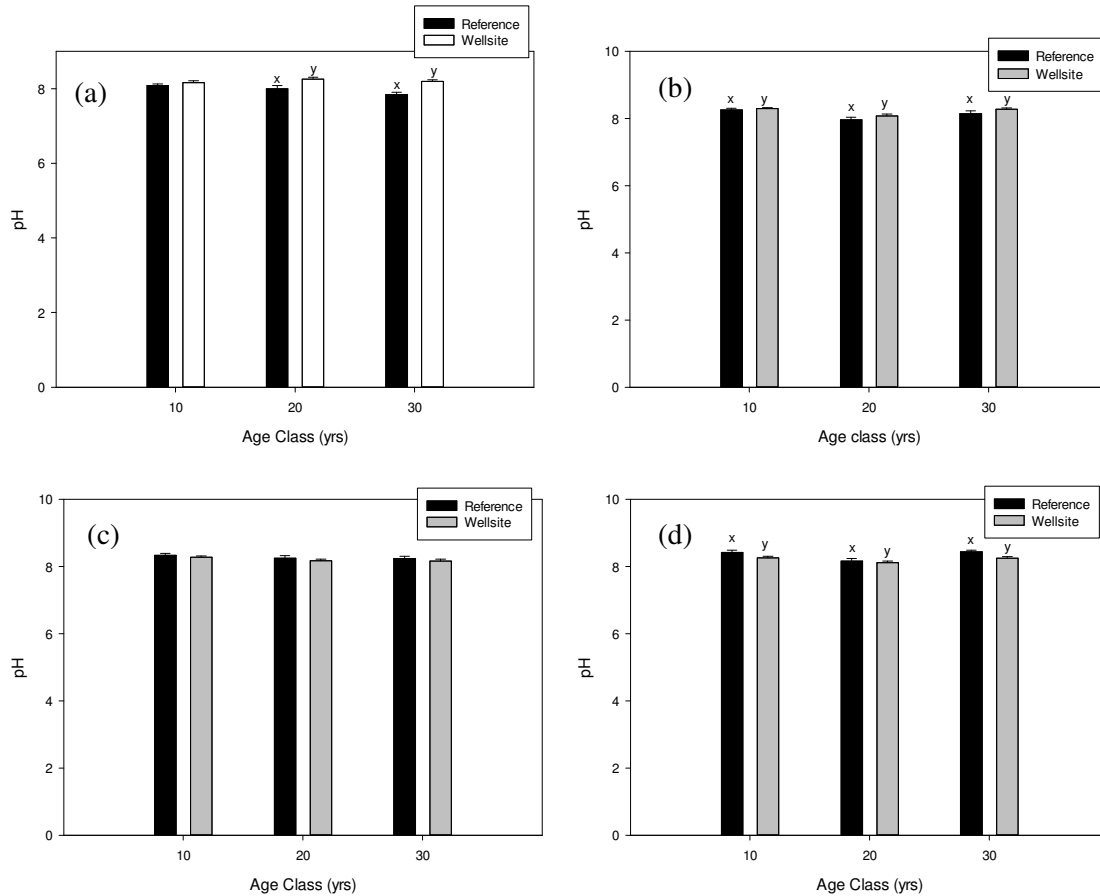 Reference
Wellsite
(a)
x y x y
8
6
4
2
0
pH
10 20 30
Age Class (yrs)
Reference
Wellsite
(b)
x y x y x y
10
8
6
4
2
0
pH
10 20 30
Age class (yrs)
Reference
Wellsite
(c)
10
8
6
4
2
0
pH
10 20 30
Age Class (yrs)
Reference
Wellsite
(d)
x y x y x y
10
8
6
4
2
0
pH
10 20 30
Age Class (yrs)